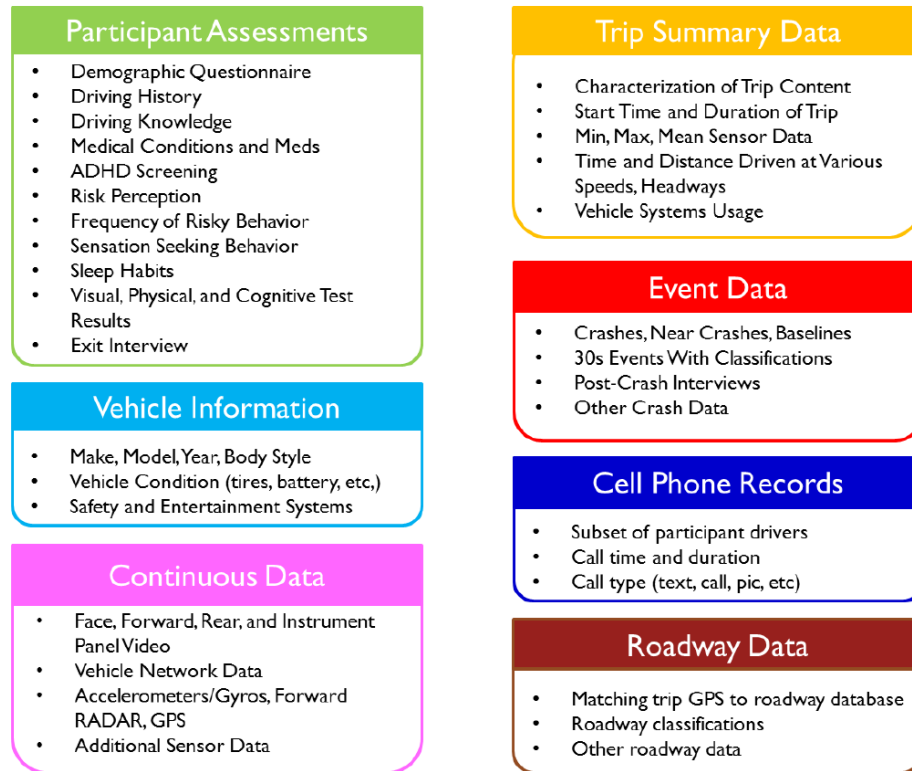 Participant Assessments
• Demographic Questionnaire
• Driving History
• Driving Knowledge
• Medical Conditions and Meds
• ADHD Screening
• Risk Perception
• Frequency of Risky Behavior
• Sensation Seeking Behavior
• Sleep Habits
• Visual, Physical, and Cognitive Test
Results
• Exit Interview
Vehicle Information
• Make, Model, Year, Body Style
• Vehicle Condition (tires, battery, etc,)
• Safety and Entertainment Systems
Continuous Data
• Face, Forward, Rear, and Instrument
Panel Video
• Vehicle Network Data
• Accelerometers/Gyros, Forward
RADAR, GPS
• Additional Sensor Data
Trip Summary Data
• Characterization of Trip Content
• Start Time and Duration of Trip
• Min, Max, Mean Sensor Data
• Time and Distance Driven at Various
Speeds, Headways
• Vehicle Systems Usage
Event Data
• Crashes, Near Crashes, Baselines
• 30s Events With Classifications
• Post-Crash Interviews
• Other Crash Data
Cell Phone Records
• Subset of participant drivers
• Call time and duration
• Call type (text, call, pic, etc)
Roadway Data
• Matching trip GPS to roadway database
• Roadway classifications
• Other roadway data